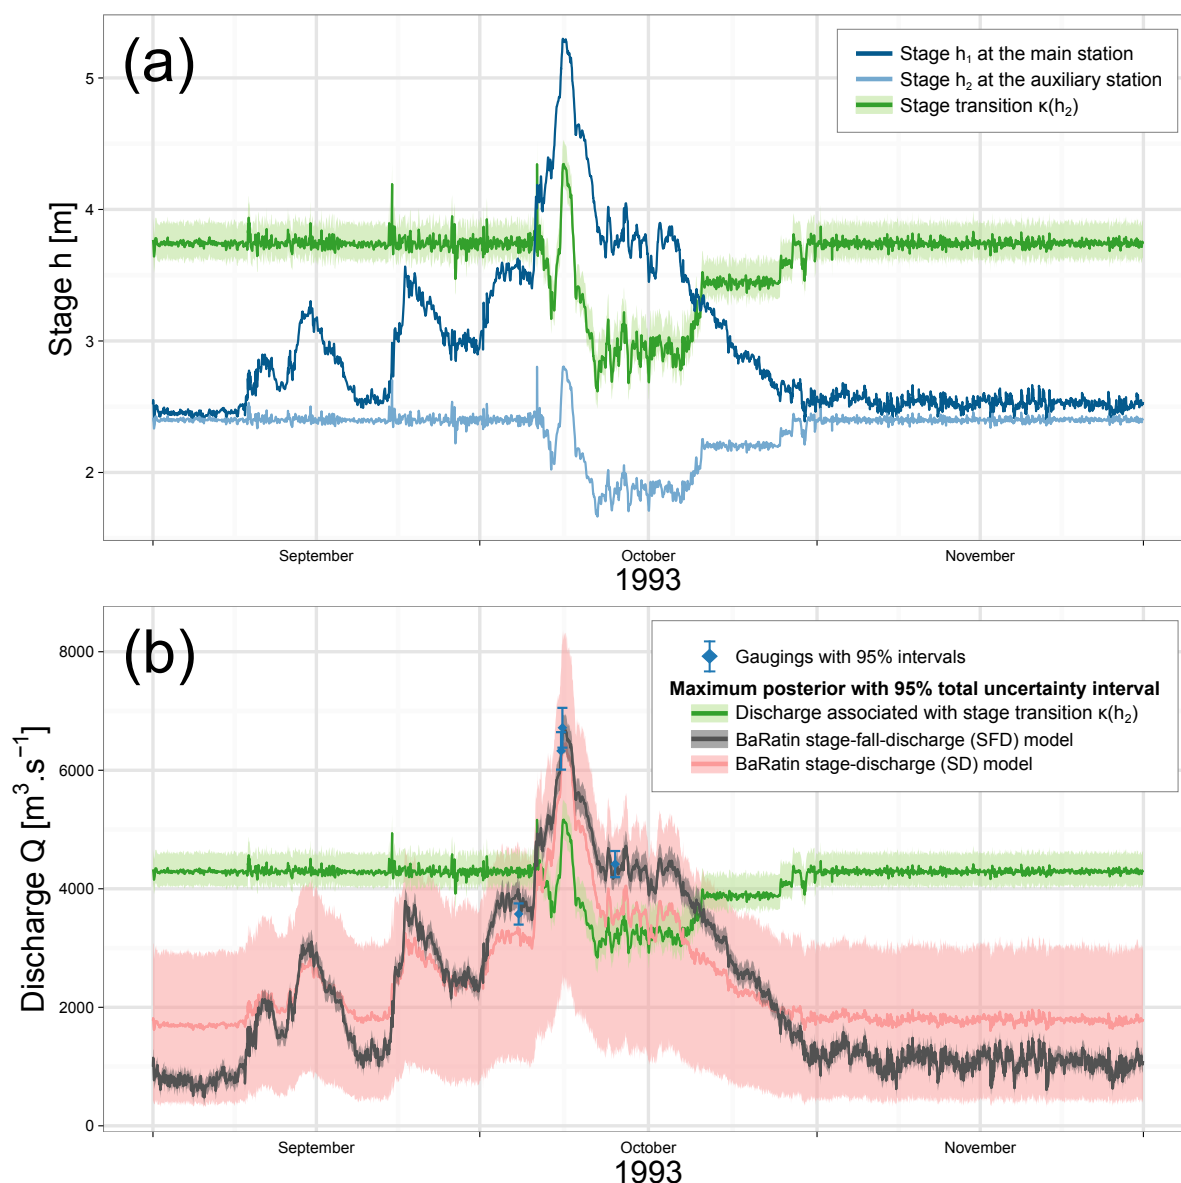 (a)
Stage h₁ at the main station
Stage h₂ at the auxiliary station
Stage transition κ(h₂)
Stage h [m]
5
4
3
2
September
October
November
1993
(b)
Gaugings with 95% intervals
Maximum posterior with 95% total uncertainty interval
Discharge associated with stage transition κ(h₂)
BaRatin stage-fall-discharge (SFD) model
BaRatin stage-discharge (SD) model
Discharge Q [m³.s⁻¹]
8000
6000
4000
2000
0
September
October
November
1993